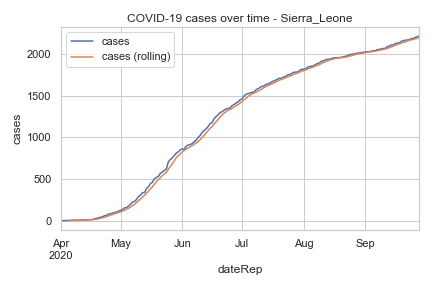 COVID-19 cases over time - Sierra_Leone
cases
cases (rolling)
2000
1500
1000
500
0
cases
Apr May Jun Jul Aug Sep
2020
dateRep